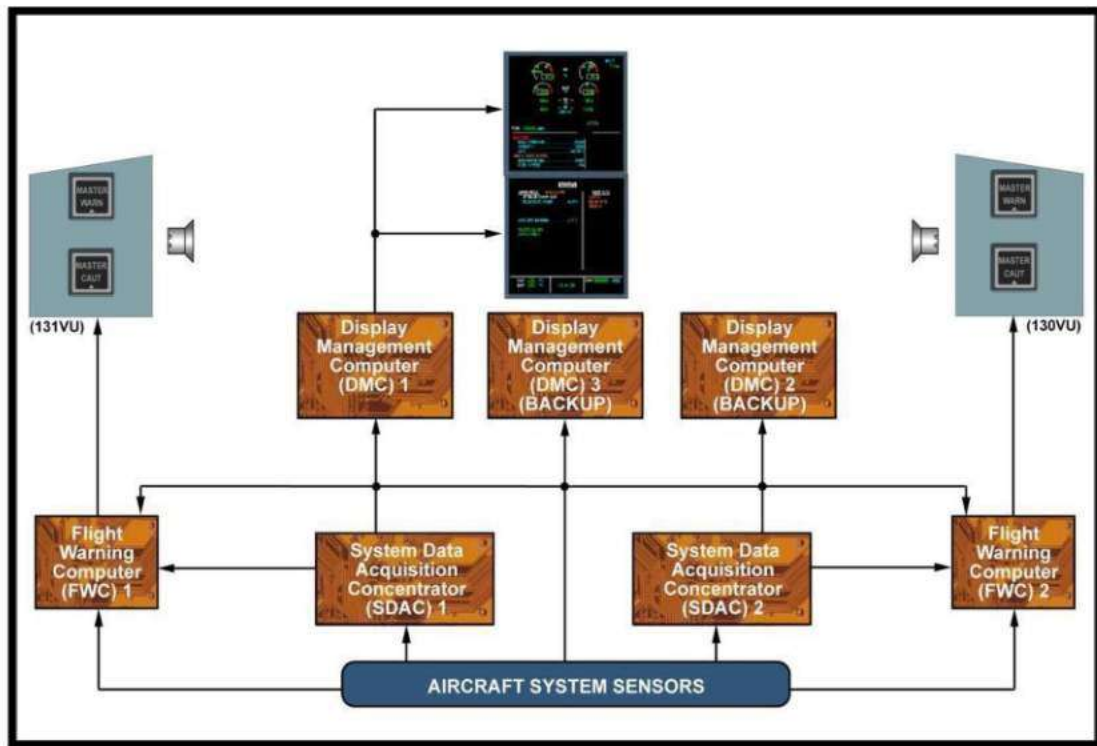 MASTER
WARN
MASTER
CAUT
(131VU)
MASTER
WARN
MASTER
CAUT
(130VU)
Display
Management
Computer
(DMC) 1
Display
Management
Computer
(DMC) 3
(BACKUP)
Display
Management
Computer
(DMC) 2
(BACKUP)
Flight
Warning
Computer
(FWC) 1
System Data
Acquisition
Concentrator
(SDAC) 1
System Data
Acquisition
Concentrator
(SDAC) 2
Flight
Warning
Computer
(FWC) 2
AIRCRAFT SYSTEM SENSORS